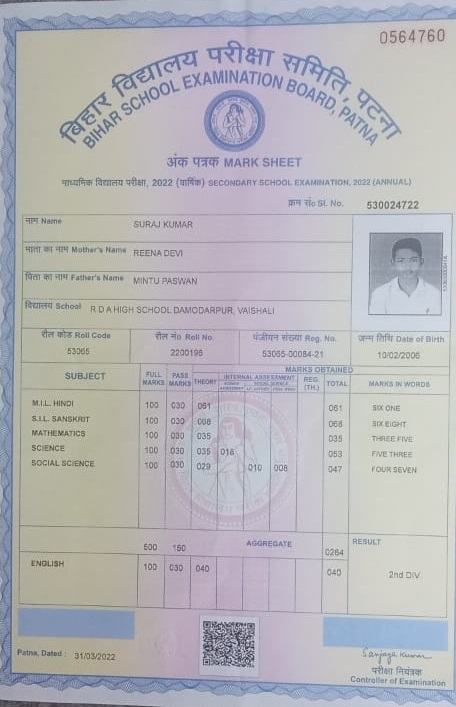 0564760
बिहार विद्यालय परीक्षा समिति, पटना
BIHAR SCHOOL EXAMINATION BOARD, PATNA
अंक पत्रक MARK SHEET
माध्यमिक विद्यालय परीक्षा, 2022 (वार्षिक) SECONDARY SCHOOL EXAMINATION, 2022 (ANNUAL)
क्रम सं० Sl. No. 530024722
नाम Name SURAJ KUMAR
माता का नाम Mother's Name REENA DEVI
पिता का नाम Father's Name MINTU PASWAN
विद्यालय School R D A HIGH SCHOOL DAMODARPUR, VAISHALI
रौल कोड Roll Code रौल नं० Roll No. पंजीयन संख्या Reg. No. जन्म तिथि Date of Birth
53065 2200195 53065-00084-21 10/02/2006
MARKS OBTAINED
SUBJECT FULL MARKS PASS MARKS THEORY INTERNAL ASSESSMENT REG. (TH.) TOTAL MARKS IN WORDS
M.I.L. HINDI 100 030 061 061 SIX ONE
S.I.L. SANSKRIT 100 030 068 068 SIX EIGHT
MATHEMATICS 100 030 035 035 THREE FIVE
SCIENCE 100 030 035 018 053 FIVE THREE
SOCIAL SCIENCE 100 030 029 010 008 047 FOUR SEVEN
500 150 AGGREGATE 0264 RESULT
ENGLISH 100 030 040 040 2nd DIV.
Patna, Dated : 31/03/2022
Sanjay Kumar
परीक्षा नियंत्रक
Controller of Examination